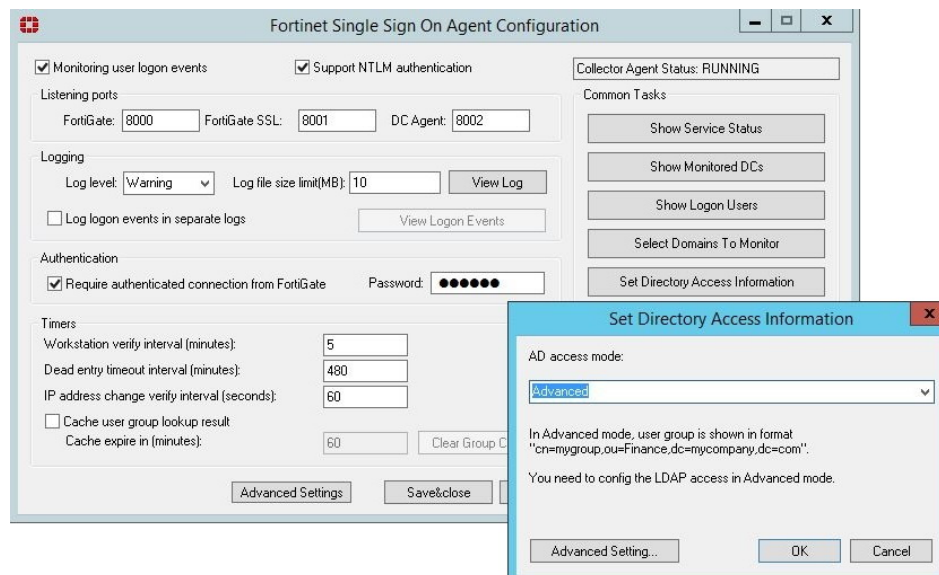 Fortinet Single Sign On Agent Configuration
Monitoring user logon events
Support NTLM authentication
Collector Agent Status: RUNNING
Listening ports
FortiGate: 8000 FortiGate SSL: 8001 DC Agent: 8002
Logging
Log level: Warning Log file size limit(MB): 10 View Log
Log logon events in separate logs View Logon Events
Authentication
Require authenticated connection from FortiGate Password: ●●●●●●
Timers
Workstation verify interval (minutes): 5
Dead entry timeout interval (minutes): 480
IP address change verify interval (seconds): 60
Cache user group lookup result
Cache expire in (minutes): 60 Clear Group C
Advanced Settings Save&close
Common Tasks
Show Service Status
Show Monitored DCs
Show Logon Users
Select Domains To Monitor
Set Directory Access Information
Set Directory Access Information
AD access mode:
Advanced
In Advanced mode, user group is shown in format
"cn=mygroup,ou=Finance,dc=mycompany,dc=com".
You need to config the LDAP access in Advanced mode.
Advanced Setting... OK Cancel